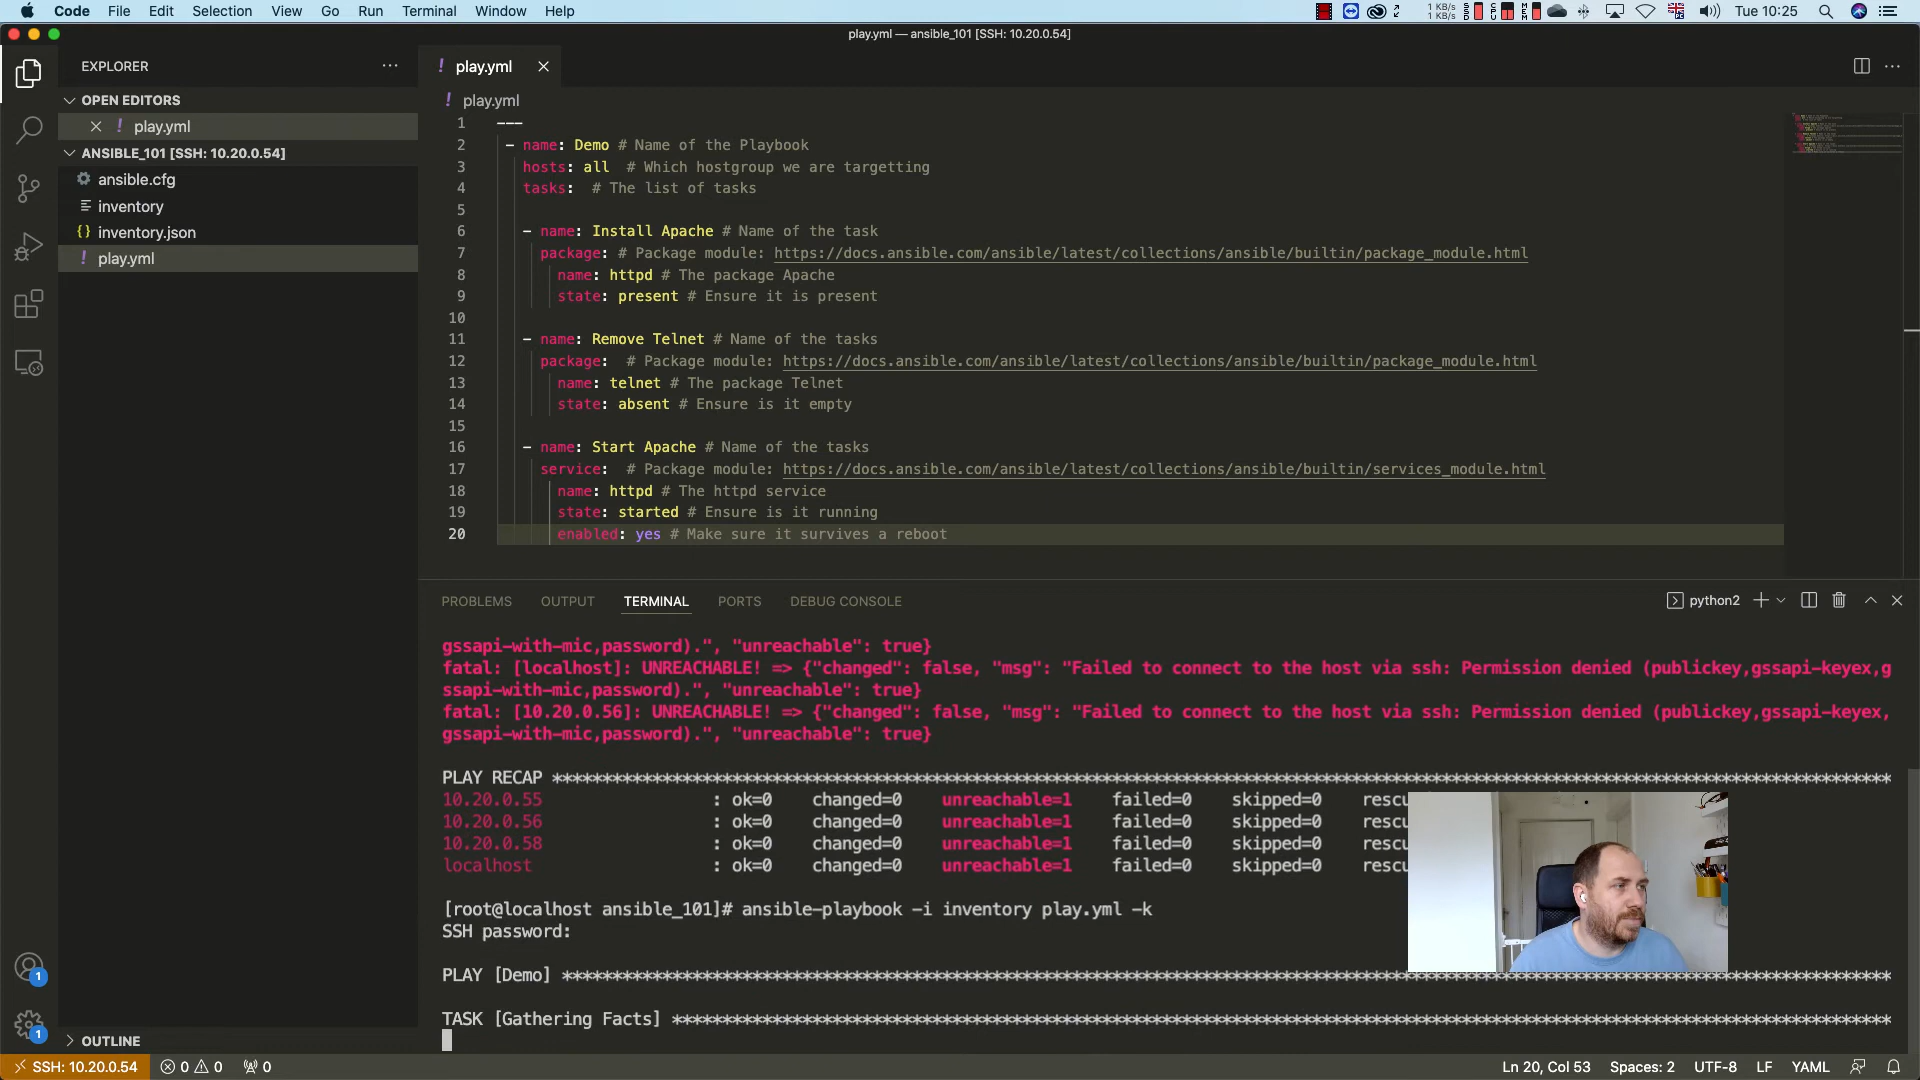 Code File Edit Selection View Go Run Terminal Window Help 1 KB/s 1 KB/s Tue 10:25
play.yml — ansible_101 [SSH: 10.20.0.54]
EXPLORER
OPEN EDITORS
play.yml
ANSIBLE_101 [SSH: 10.20.0.54]
ansible.cfg
inventory
inventory.json
play.yml
OUTLINE
play.yml
play.yml
1 ---
2 - name: Demo # Name of the Playbook
3 hosts: all # Which hostgroup we are targetting
4 tasks: # The list of tasks
5
6 - name: Install Apache # Name of the task
7 package: # Package module: https://docs.ansible.com/ansible/latest/collections/ansible/builtin/package_module.html
8 name: httpd # The package Apache
9 state: present # Ensure it is present
10
11 - name: Remove Telnet # Name of the tasks
12 package: # Package module: https://docs.ansible.com/ansible/latest/collections/ansible/builtin/package_module.html
13 name: telnet # The package Telnet
14 state: absent # Ensure is it empty
15
16 - name: Start Apache # Name of the tasks
17 service: # Package module: https://docs.ansible.com/ansible/latest/collections/ansible/builtin/services_module.html
18 name: httpd # The httpd service
19 state: started # Ensure is it running
20 enabled: yes # Make sure it survives a reboot
PROBLEMS OUTPUT TERMINAL PORTS DEBUG CONSOLE python2
gssapi-with-mic,password).", "unreachable": true}
fatal: [localhost]: UNREACHABLE! => {"changed": false, "msg": "Failed to connect to the host via ssh: Permission denied (publickey,gssapi-keyex,g
ssapi-with-mic,password).", "unreachable": true}
fatal: [10.20.0.56]: UNREACHABLE! => {"changed": false, "msg": "Failed to connect to the host via ssh: Permission denied (publickey,gssapi-keyex,
gssapi-with-mic,password).", "unreachable": true}
PLAY RECAP *************************************************************************************************************************************
10.20.0.55 : ok=0 changed=0 unreachable=1 failed=0 skipped=0 rescu
10.20.0.56 : ok=0 changed=0 unreachable=1 failed=0 skipped=0 rescu
10.20.0.58 : ok=0 changed=0 unreachable=1 failed=0 skipped=0 rescu
localhost : ok=0 changed=0 unreachable=1 failed=0 skipped=0 rescu
[root@localhost ansible_101]# ansible-playbook -i inventory play.yml -k
SSH password:
PLAY [Demo] *************************************************************************************************************************************
TASK [Gathering Facts] **************************************************************************************************************************
1
1
SSH: 10.20.0.54 0 0 0 Ln 20, Col 53 Spaces: 2 UTF-8 LF YAML